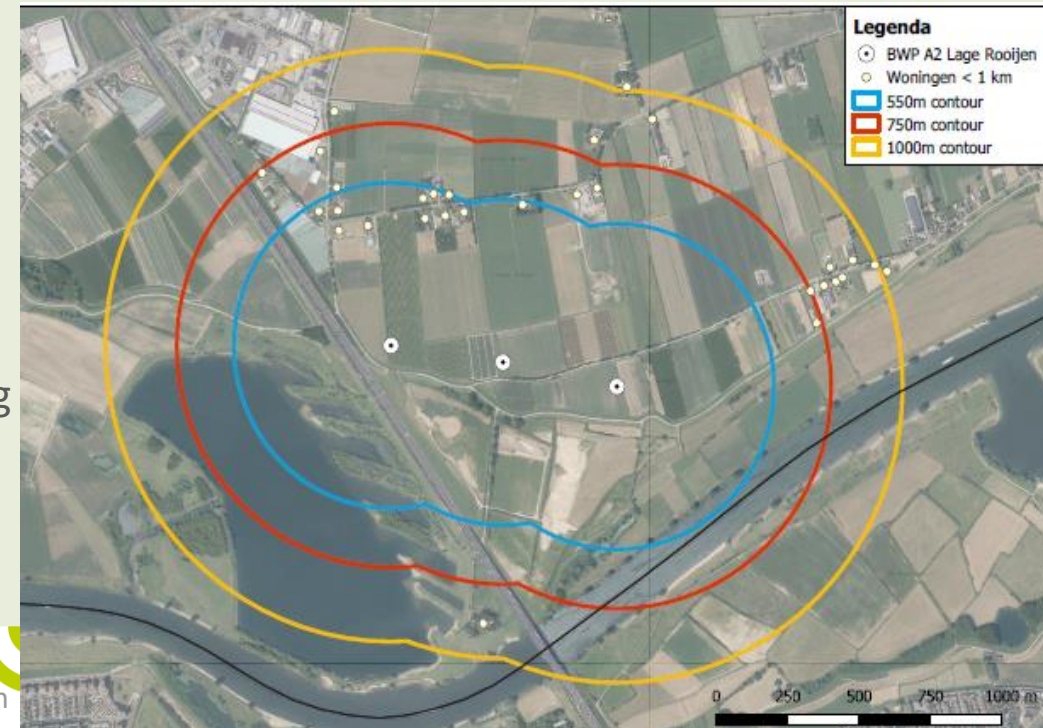 Legenda
BWP A2 Lage Rooijen
Woningen < 1 km
550m contour
750m contour
1000m contour
g
n
0 250 500 750 1000 m